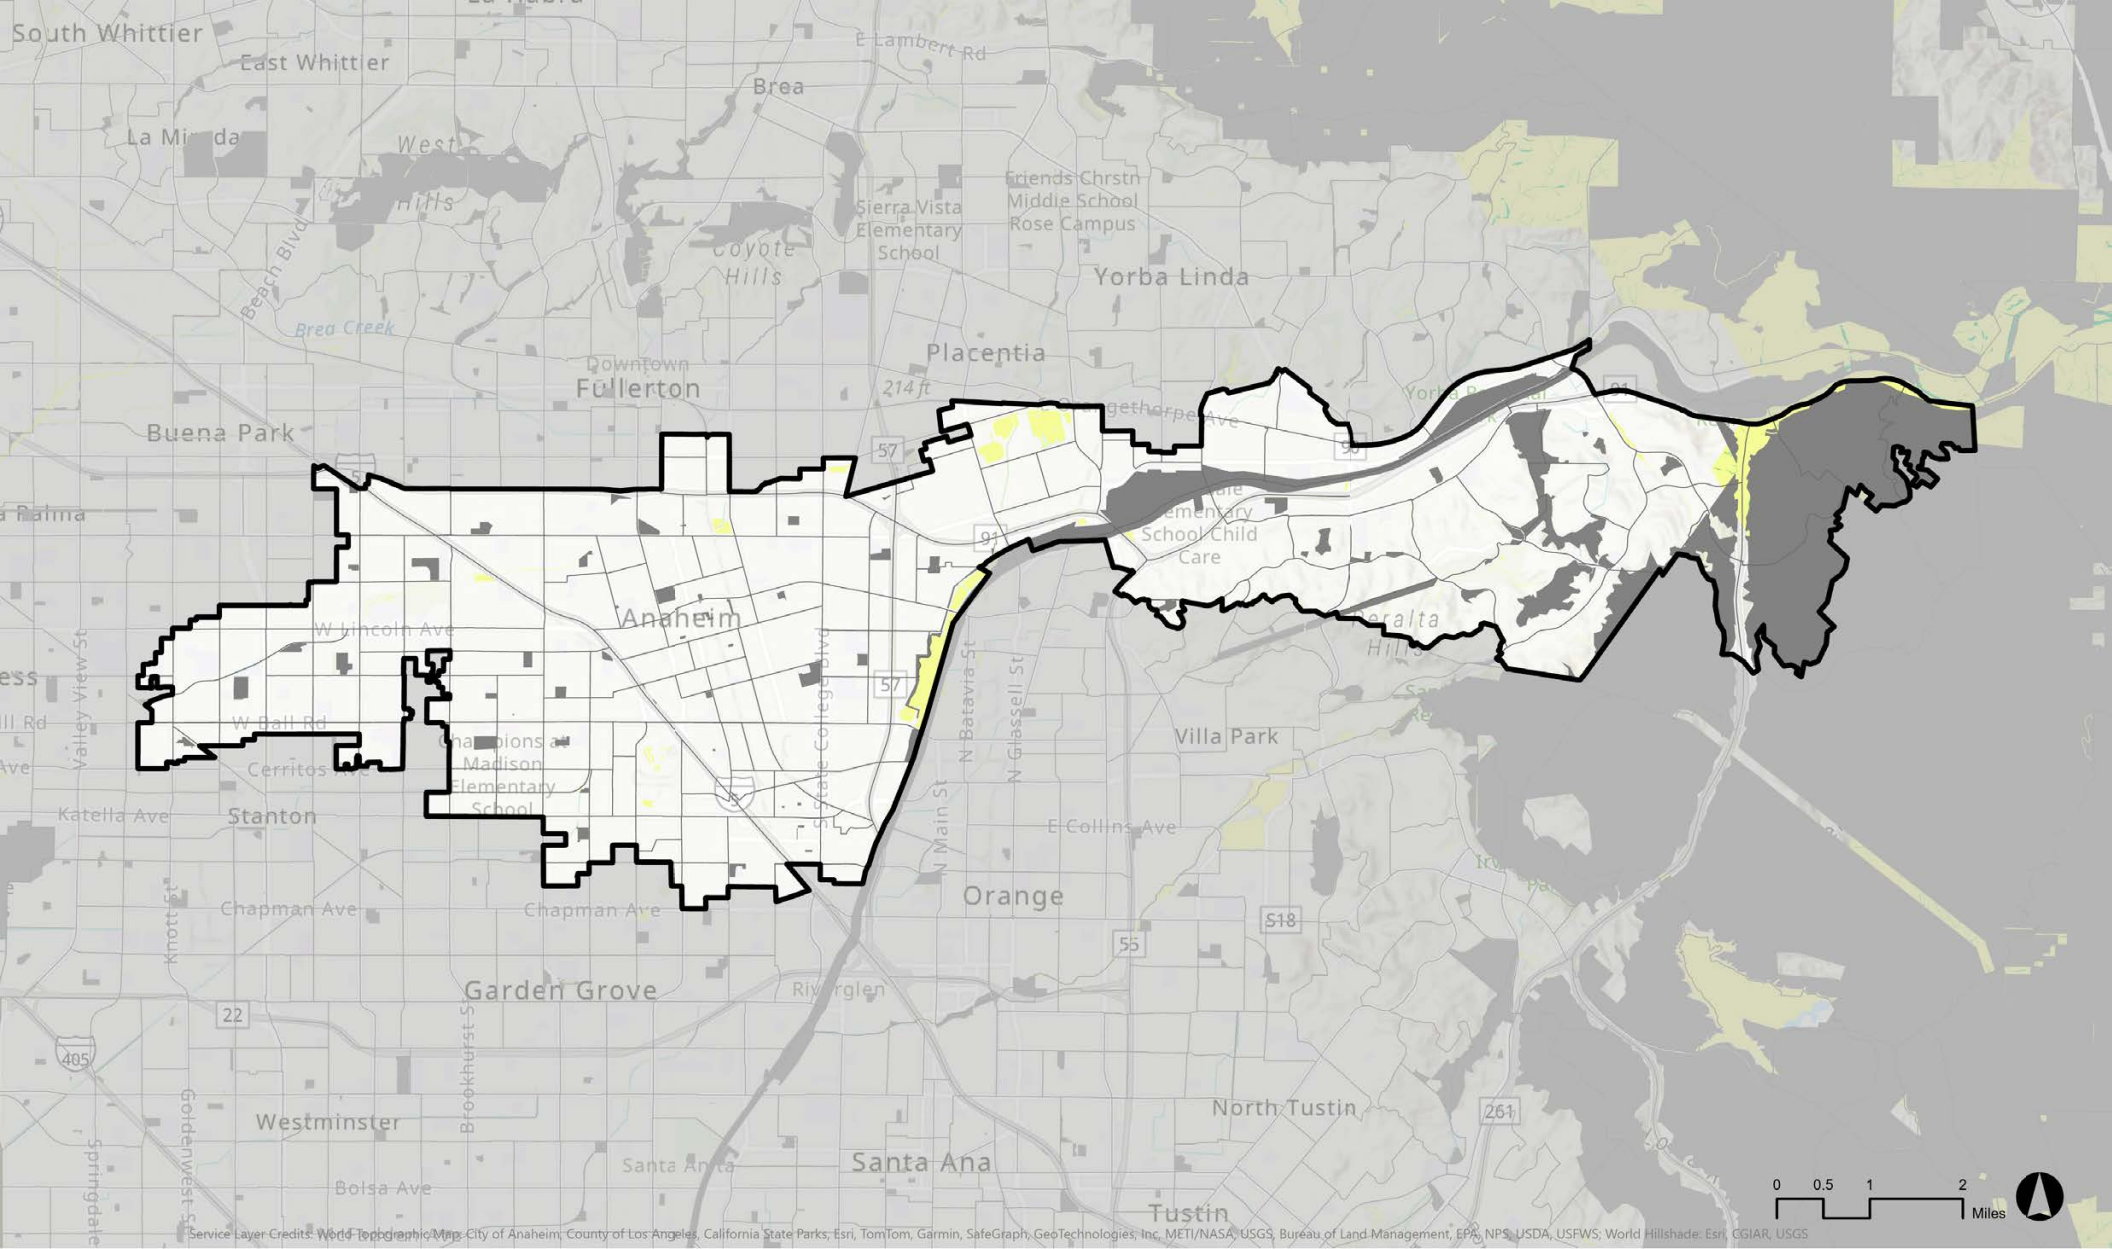 South Whittier
East Whittier
E Lambert Rd
Brea
West
Hills
Friends Chrstn
Middle School
Rose Campus
Sierra Vista
Elementary
School
Coyote
Hills
Beach Blvd
Yorba Linda
Brea Creek
Placentia
Downtown
Fullerton
214 ft
Buena Park
57
5
91
90
91
Elementary
School Child
Care
Anaheim
W Lincoln Ave
Peralta
Hills
Valley View St
57
State College Blvd
N Batavia St
N Glassell St
W Ball Rd
Villa Park
Champions at
Madison
Elementary
School
Cerritos Ave
5
Katella Ave
Stanton
N Main St
E Collins Ave
Knott St
Chapman Ave
Chapman Ave
Orange
S18
55
Garden Grove
Riverglen
22
405
Brookhurst St
Goldenwest St
Westminster
North Tustin
261
Springdale
Santa Anita
Santa Ana
Bolsa Ave
Tustin
0 0.5 1 2
Miles
Service Layer Credits: World Topographic Map: City of Anaheim, County of Los Angeles, California State Parks, Esri, TomTom, Garmin, SafeGraph, GeoTechnologies, Inc, METI/NASA, USGS, Bureau of Land Management, EPA, NPS, USDA, USFWS; World Hillshade: Esri, CGIAR, USGS